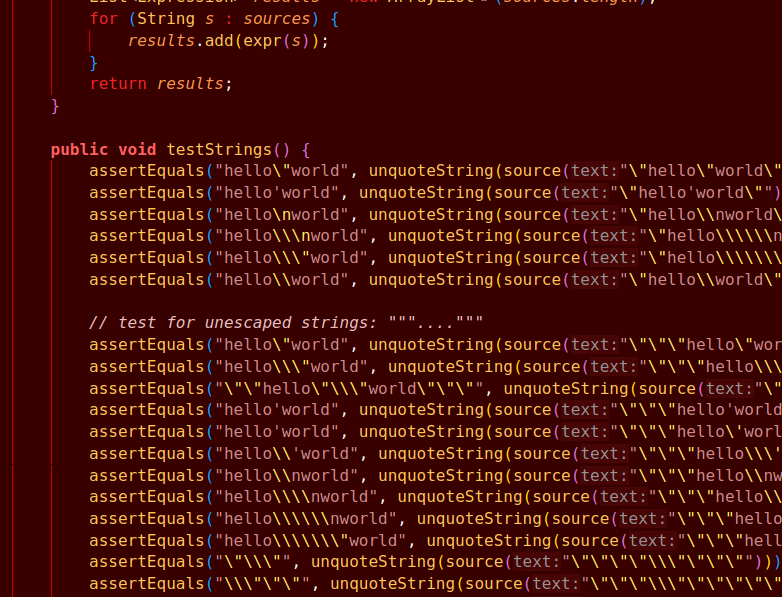 for (String s : sources) {
results.add(expr(s));
}
return results;
}
public void testStrings() {
assertEquals("hello\"world", unquoteString(source(text:"\"hello\"world\"
assertEquals("hello'world", unquoteString(source(text:"\"hello'world\"")
assertEquals("hello\nworld", unquoteString(source(text:"\"hello\\nworld\
assertEquals("hello\\\nworld", unquoteString(source(text:"\"hello\\\\\\n
assertEquals("hello\\\"world", unquoteString(source(text:"\"hello\\\\\\\
assertEquals("hello\\world", unquoteString(source(text:"\"hello\\world\"
// test for unescaped strings: """...."""
assertEquals("hello\"world", unquoteString(source(text:"\"\"\"hello\"wor
assertEquals("hello\\\"world", unquoteString(source(text:"\"\"\"hello\\\
assertEquals("\"\"hello\"\\\"world\"\"\"", unquoteString(source(text:"\"
assertEquals("hello'world", unquoteString(source(text:"\"\"\"hello'world
assertEquals("hello'world", unquoteString(source(text:"\"\"\"hello\'worl
assertEquals("hello\\'world", unquoteString(source(text:"\"\"\"hello\\\'
assertEquals("hello\\nworld", unquoteString(source(text:"\"\"\"hello\\nw
assertEquals("hello\\\\nworld", unquoteString(source(text:"\"\"\"hello\\
assertEquals("hello\\\\\\nworld", unquoteString(source(text:"\"\"\"hello
assertEquals("hello\\\\\\\"world", unquoteString(source(text:"\"\"\"hell
assertEquals("\"\\\"", unquoteString(source(text:"\"\"\"\"\\\"\"\"\"")))
assertEquals("\\\"\"\"", unquoteString(source(text:"\"\"\"\\\"\"\"\"\"\"